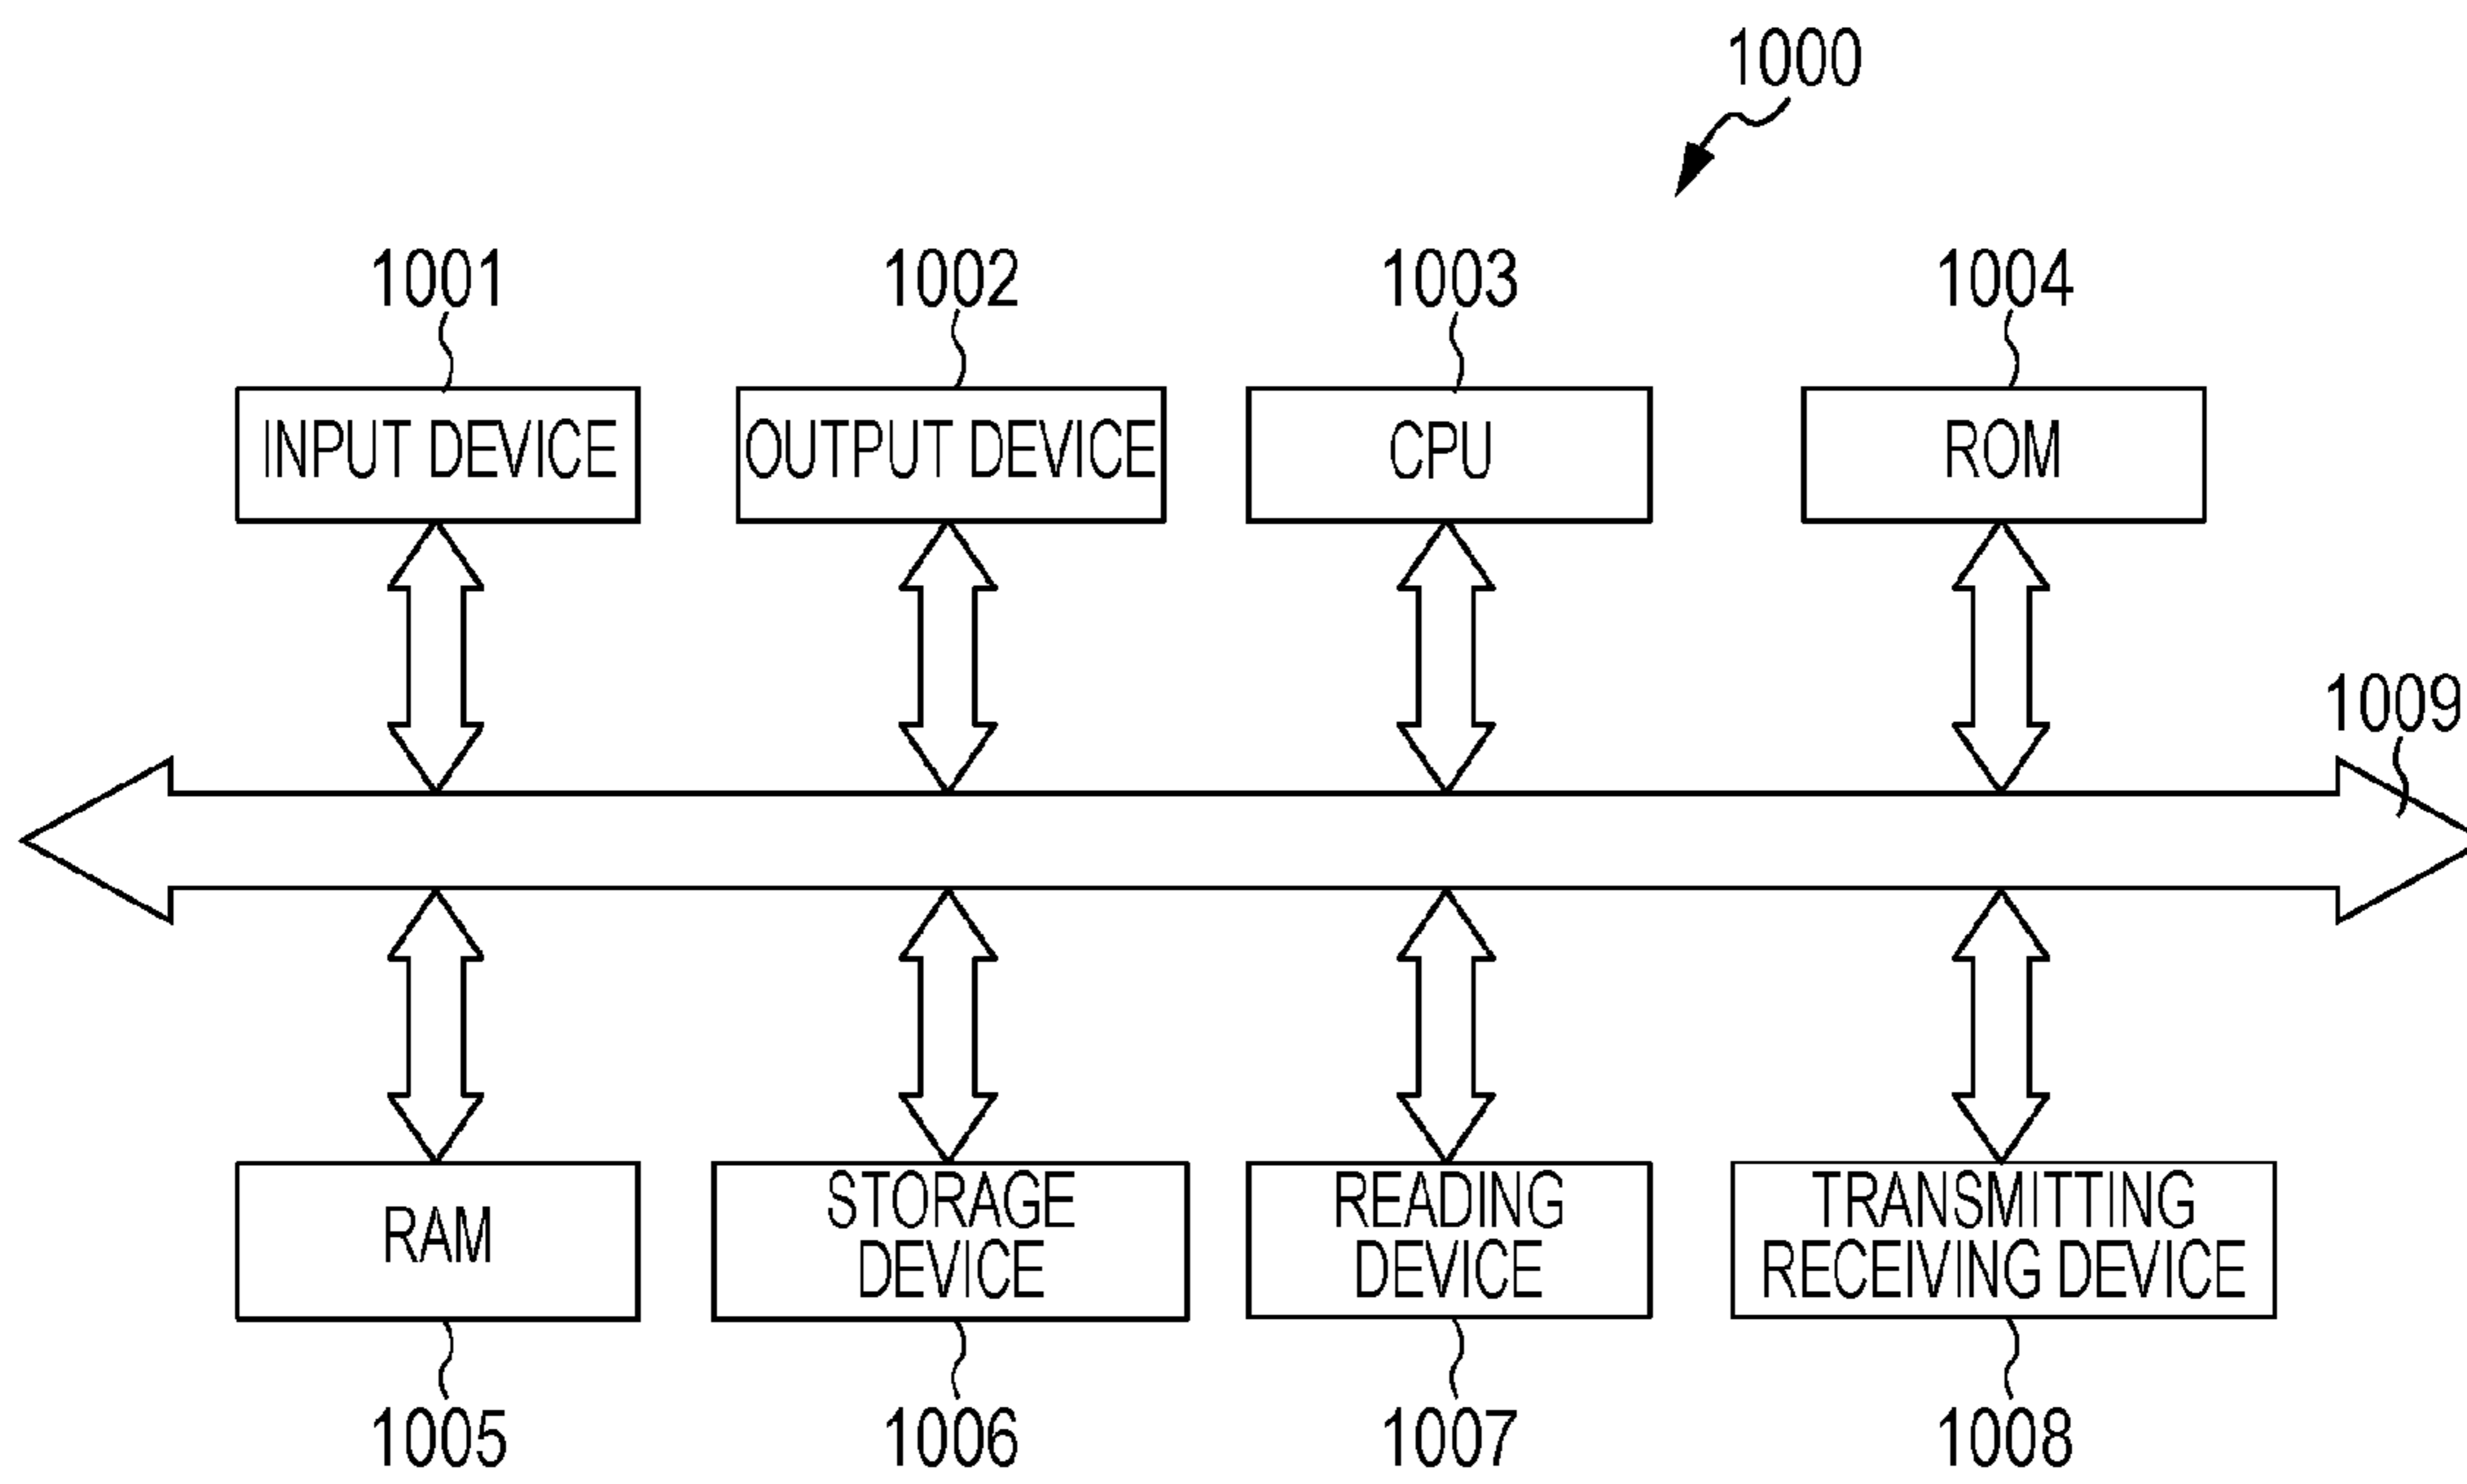 1000
1001
1002
1003
1004
INPUT DEVICE
OUTPUT DEVICE
CPU
ROM
1009
RAM
STORAGE
DEVICE
READING
DEVICE
TRANSMITTING
RECEIVING DEVICE
1005
1006
1007
1008